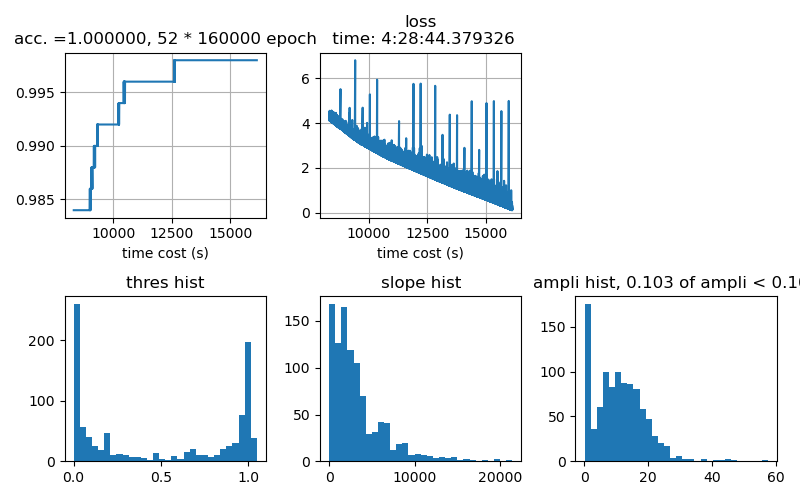 acc. =1.000000, 52 * 160000 epoch
0.995
0.990
0.985
10000 12500 15000
time cost (s)
loss
time: 4:28:44.379326
6
4
2
0
10000 12500 15000
time cost (s)
thres hist
200
100
0
0.0 0.5 1.0
slope hist
150
100
50
0
0 10000 20000
ampli hist, 0.103 of ampli < 0.10
150
100
50
0
0 20 40 60